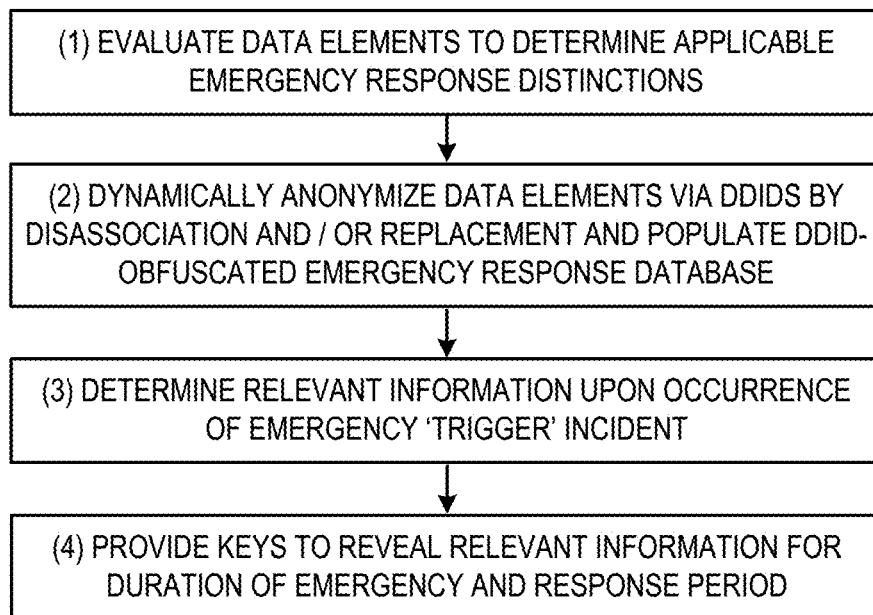 (1) EVALUATE DATA ELEMENTS TO DETERMINE APPLICABLE
EMERGENCY RESPONSE DISTINCTIONS
(2) DYNAMICALLY ANONYMIZE DATA ELEMENTS VIA DDIDS BY
DISASSOCIATION AND / OR REPLACEMENT AND POPULATE DDID-
OBFUSCATED EMERGENCY RESPONSE DATABASE
(3) DETERMINE RELEVANT INFORMATION UPON OCCURRENCE
OF EMERGENCY ‘TRIGGER’ INCIDENT
(4) PROVIDE KEYS TO REVEAL RELEVANT INFORMATION FOR
DURATION OF EMERGENCY AND RESPONSE PERIOD